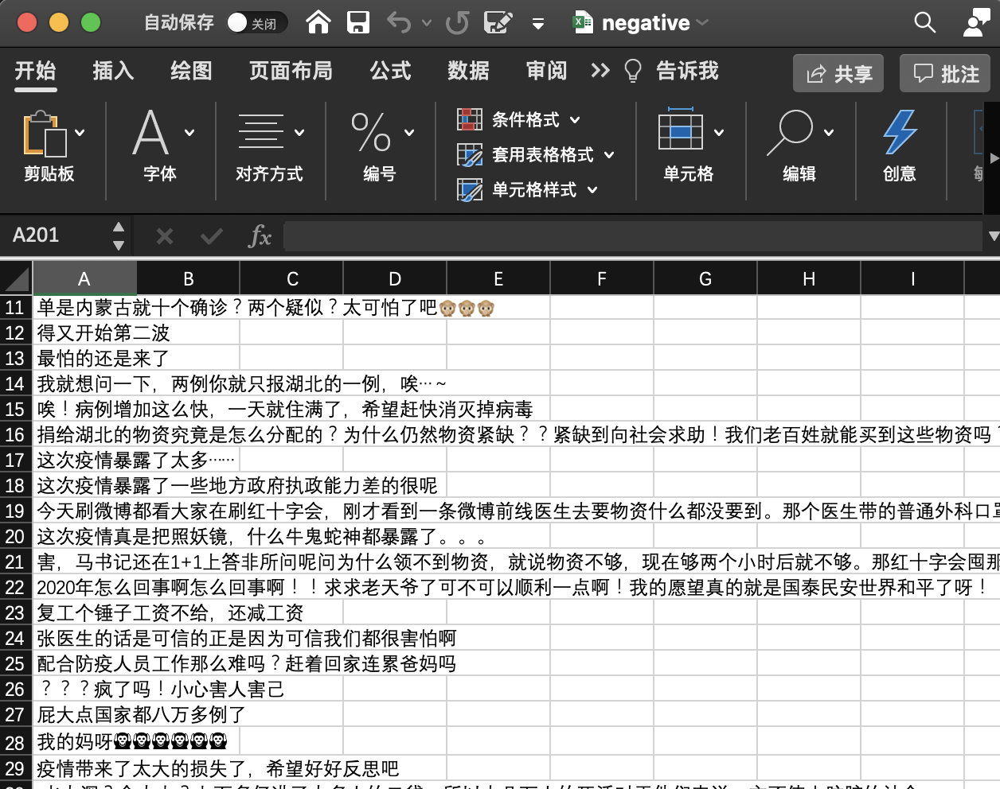 自动保存 关闭 negative
开始 插入 绘图 页面布局 公式 数据 审阅 告诉我 共享 批注
剪贴板 字体 对齐方式 % 编号 条件格式 套用表格格式 单元格样式 单元格 编辑 创意
A201 fx
A B C D E F G H I
11 单是内蒙古就十个确诊？两个疑似？太可怕了吧🙊🙊🙊
12 得又开始第二波
13 最怕的还是来了
14 我就想问一下，两例你就只报湖北的一例，唉…~
15 唉！病例增加这么快，一天就住满了，希望赶快消灭掉病毒
16 捐给湖北的物资究竟是怎么分配的？为什么仍然物资紧缺？？紧缺到向社会求助！我们老百姓就能买到这些物资吗？
17 这次疫情暴露了太多……
18 这次疫情暴露了一些地方政府执政能力差的很呢
19 今天刷微博都看大家在刷红十字会，刚才看到一条微博前线医生去要物资什么都没要到。那个医生带的普通外科口罩
20 这次疫情真是把照妖镜，什么牛鬼蛇神都暴露了。。。
21 害，马书记还在1+1上答非所问呢问为什么领不到物资，就说物资不够，现在够两个小时后就不够。那红十字会囤那
22 2020年怎么回事啊怎么回事啊！！求求老天爷了可不可以顺利一点啊！我的愿望真的就是国泰民安世界和平了呀！
23 复工个锤子工资不给，还减工资
24 张医生的话是可信的正是因为可信我们都很害怕啊
25 配合防疫人员工作那么难吗？赶着回家连累爸妈吗
26 ？？？疯了吗！小心害人害己
27 屁大点国家都八万多例了
28 我的妈呀
29 疫情带来了太大的损失了，希望好好反思吧